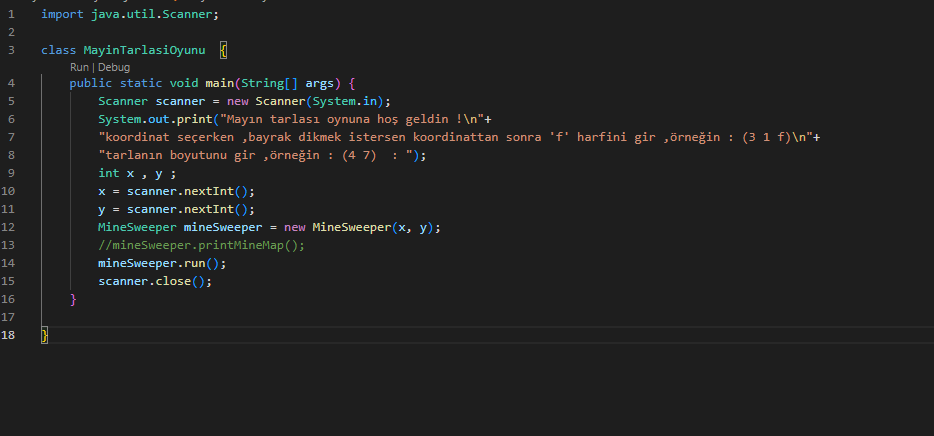 1 import java.util.Scanner;
2
3 class MayinTarlasiOyunu {
Run | Debug
4 public static void main(String[] args) {
5 Scanner scanner = new Scanner(System.in);
6 System.out.print("Mayın tarlası oynuna hoş geldin !\n"+
7 "koordinat seçerken ,bayrak dikmek istersen koordinattan sonra 'f' harfini gir ,örneğin : (3 1 f)\n"+
8 "tarlanın boyutunu gir ,örneğin : (4 7)  : ");
9 int x , y ;
10 x = scanner.nextInt();
11 y = scanner.nextInt();
12 MineSweeper mineSweeper = new MineSweeper(x, y);
13 //mineSweeper.printMineMap();
14 mineSweeper.run();
15 scanner.close();
16 }
17
18 }